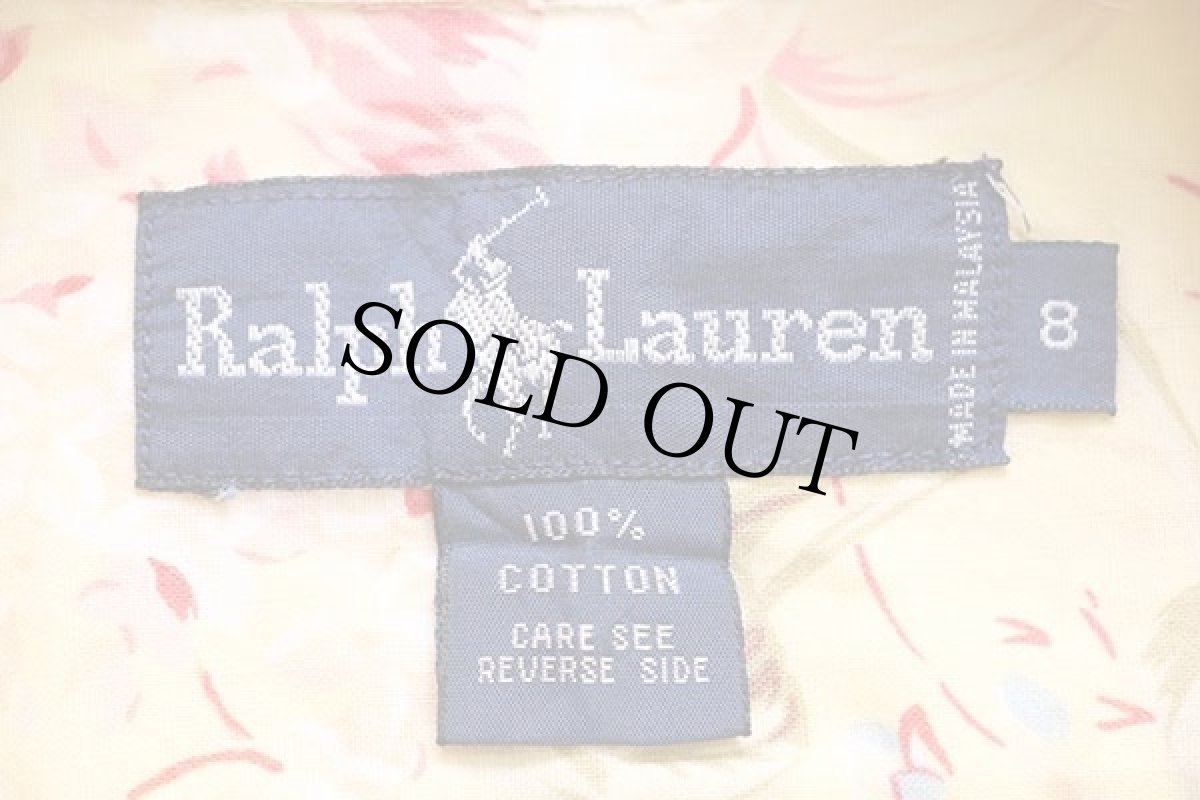 Ralph Lauren
MADE IN MALAYSIA
8
SOLD OUT
100%
COTTON
CARE SEE
REVERSE SIDE